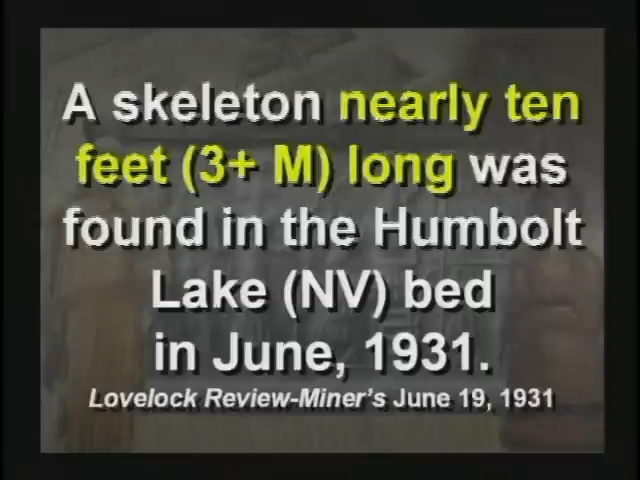 A skeleton nearly ten
feet (3+ M) long was
found in the Humbolt
Lake (NV) bed
in June, 1931.
Lovelock Review-Miner's June 19, 1931